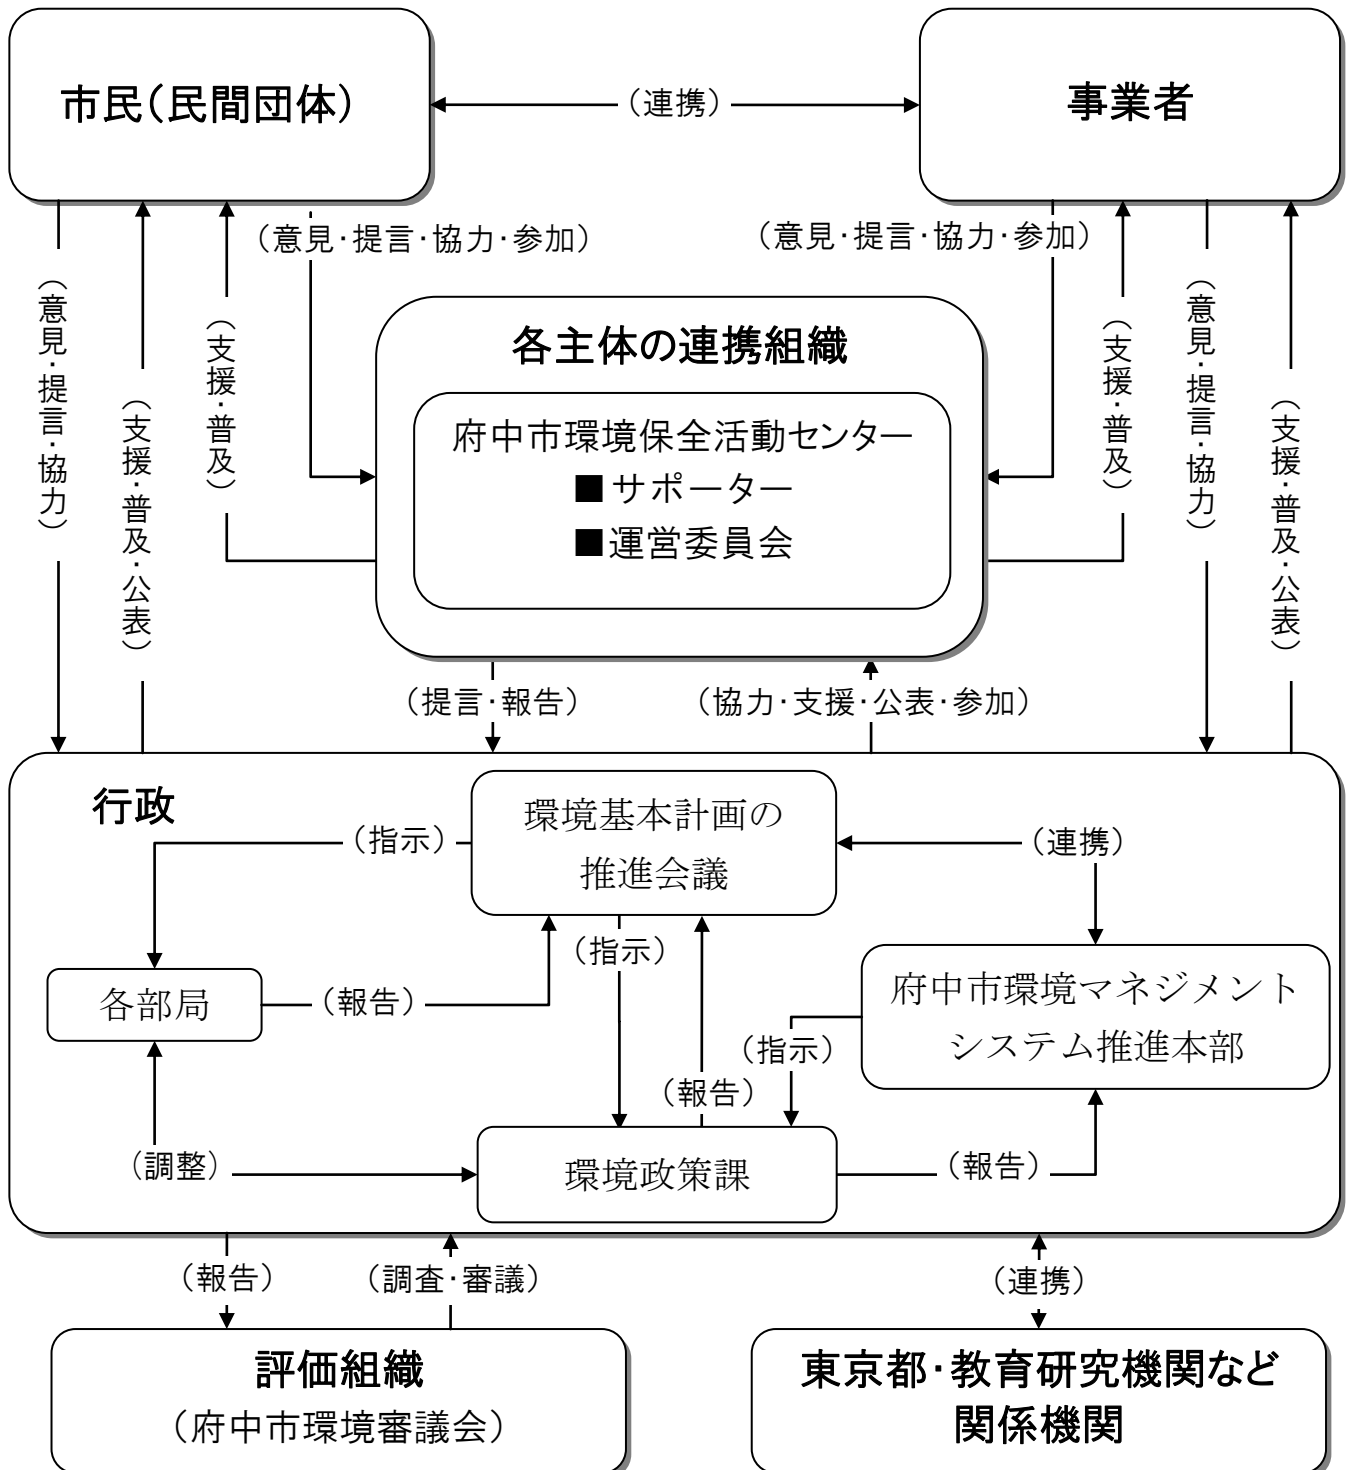 市民（民間団体）
（連携）
事業者
（意見・提言・協力・参加）
（意見・提言・協力・参加）
（意見・提言・協力）
（支援・普及・公表）
（支援・普及）
各主体の連携組織
府中市環境保全活動センター
■サポーター
■運営委員会
（支援・普及）
（意見・提言・協力）
（支援・普及・公表）
（提言・報告）
（協力・支援・公表・参加）
行政
環境基本計画の
推進会議
（指示）
（連携）
（指示）
各部局
（報告）
府中市環境マネジメント
システム推進本部
（指示）
（報告）
（調整）
環境政策課
（報告）
（報告）
（調査・審議）
（連携）
評価組織
（府中市環境審議会）
東京都・教育研究機関など
関係機関